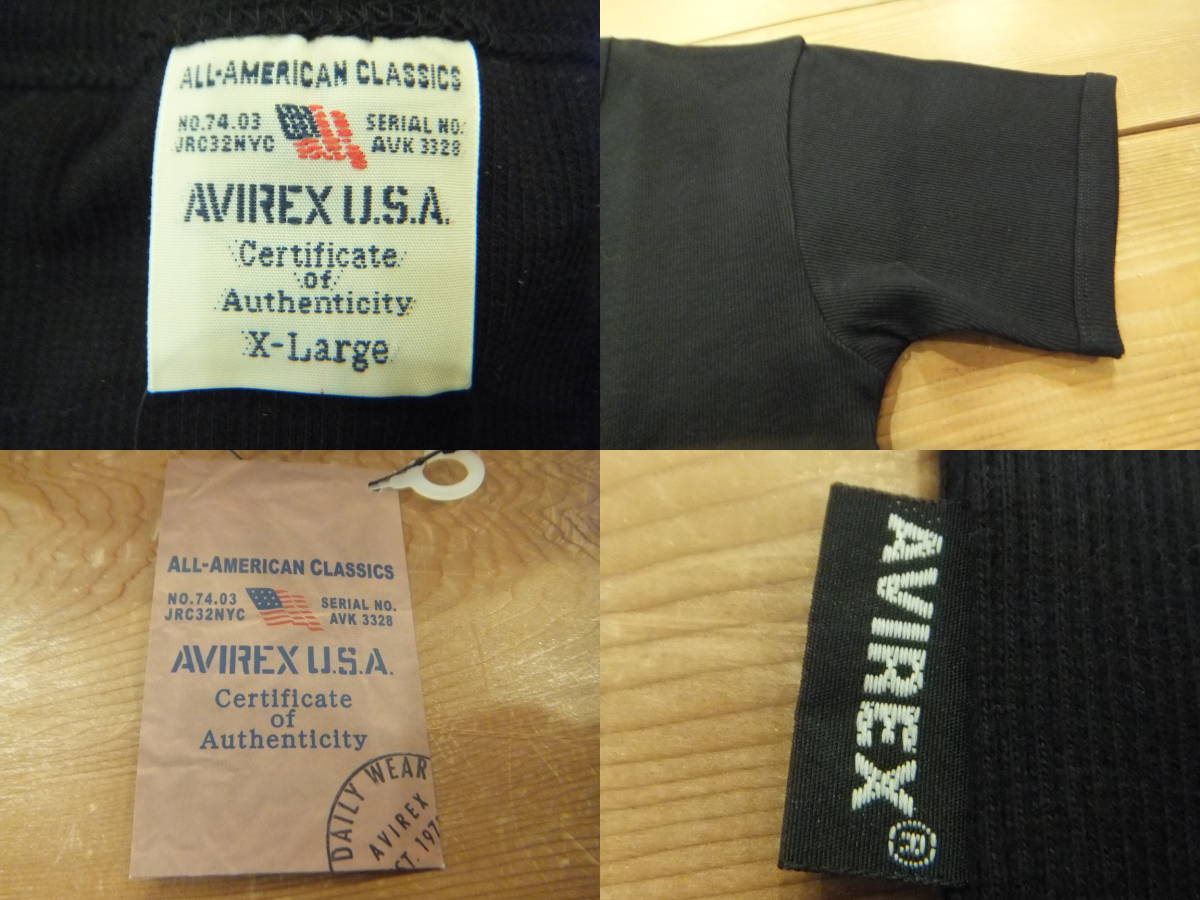 ALL-AMERICAN CLASSICS
NO.74.03
JRC32NYC
SERIAL NO.
AVK 3328
AVIREX U.S.A.
Certificate
of
Authenticity
X-Large
ALL-AMERICAN CLASSICS
NO.74.03
JRC32NYC
SERIAL NO.
AVK 3328
AVIREX U.S.A.
Certificate
of
Authenticity
DAILY WEAR
AVIREX
AVIREX®